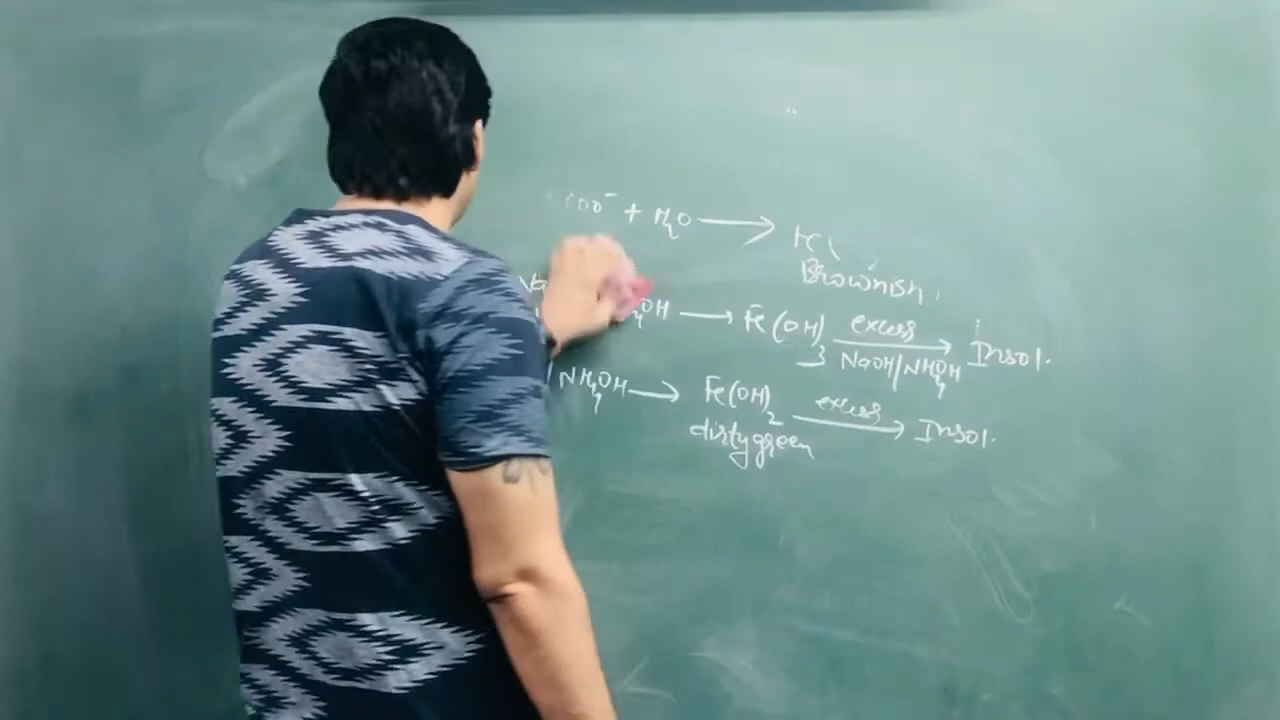 COO⁻ + H₂O ⟶
Brownish
NH₄OH ⟶ Fe(OH)₃ excess NaOH/NH₄OH ⟶ Insol.
NH₄OH ⟶ Fe(OH)₂ excess ⟶ Insol.
dirty green